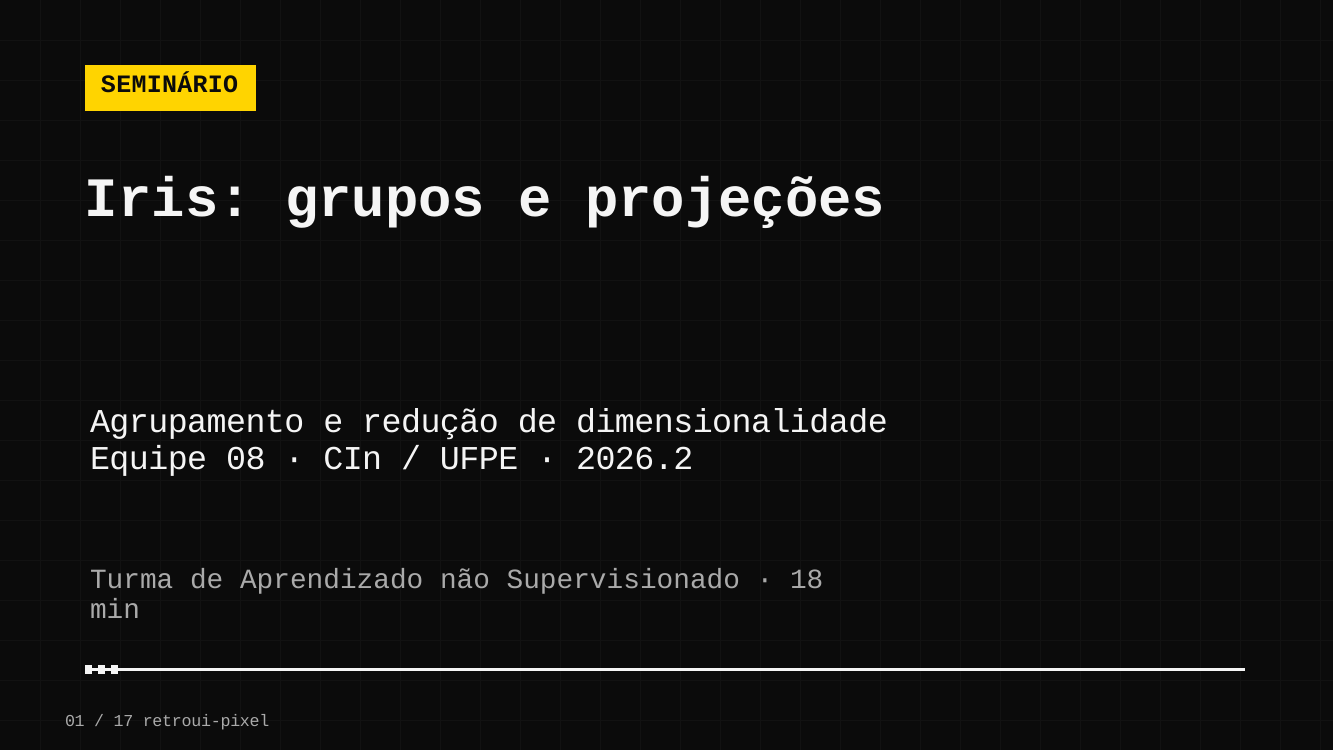 SEMINÁRIO
Iris: grupos e projeções
Agrupamento e redução de dimensionalidade
Equipe 08 · CIn / UFPE · 2026.2
Turma de Aprendizado não Supervisionado · 18
min
01 / 17 retroui-pixel